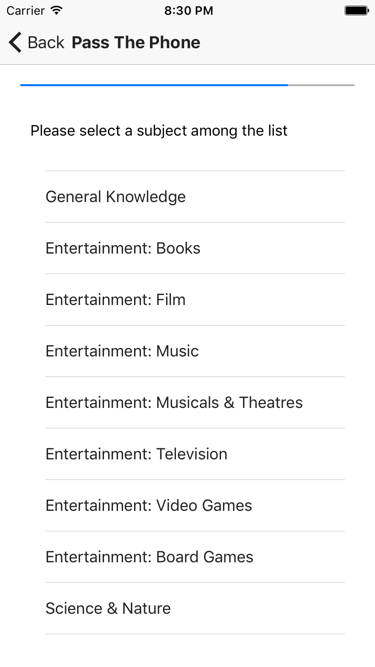 Carrier 8:30 PM
Back Pass The Phone
Please select a subject among the list
General Knowledge
Entertainment: Books
Entertainment: Film
Entertainment: Music
Entertainment: Musicals & Theatres
Entertainment: Television
Entertainment: Video Games
Entertainment: Board Games
Science & Nature